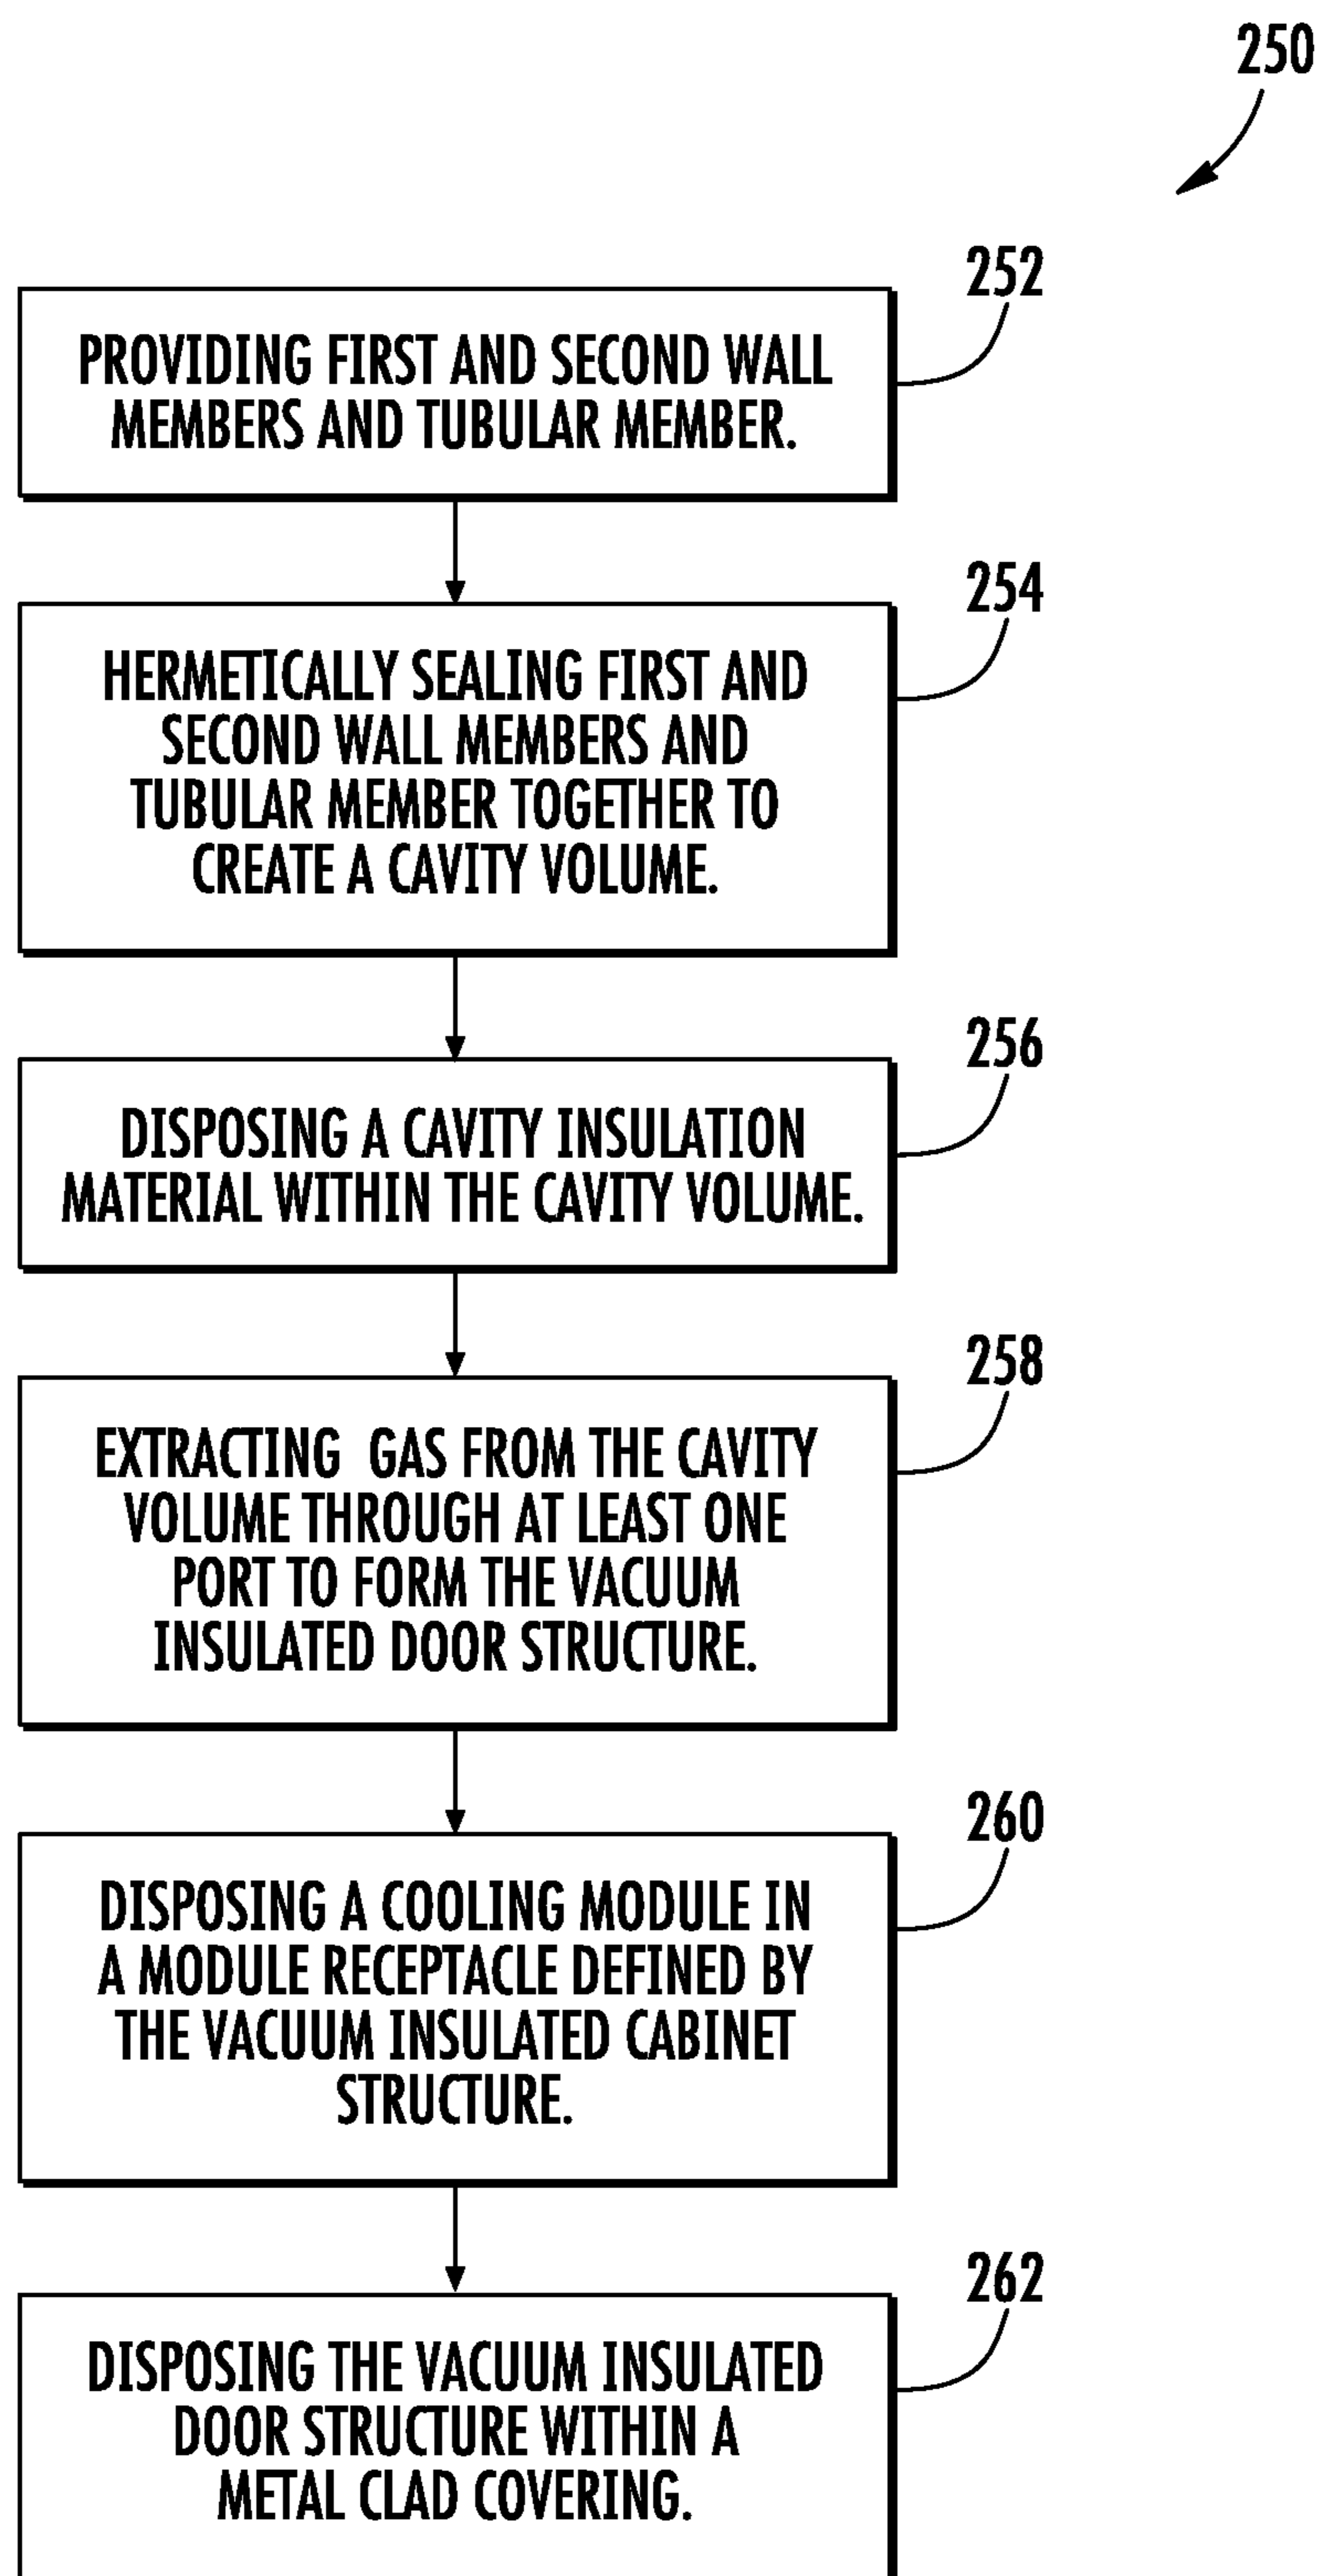 250
252
PROVIDING FIRST AND SECOND WALL
MEMBERS AND TUBULAR MEMBER.
254
HERMETICALLY SEALING FIRST AND
SECOND WALL MEMBERS AND
TUBULAR MEMBER TOGETHER TO
CREATE A CAVITY VOLUME.
256
DISPOSING A CAVITY INSULATION
MATERIAL WITHIN THE CAVITY VOLUME.
258
EXTRACTING GAS FROM THE CAVITY
VOLUME THROUGH AT LEAST ONE
PORT TO FORM THE VACUUM
INSULATED DOOR STRUCTURE.
260
DISPOSING A COOLING MODULE IN
A MODULE RECEPTACLE DEFINED BY
THE VACUUM INSULATED CABINET
STRUCTURE.
262
DISPOSING THE VACUUM INSULATED
DOOR STRUCTURE WITHIN A
METAL CLAD COVERING.